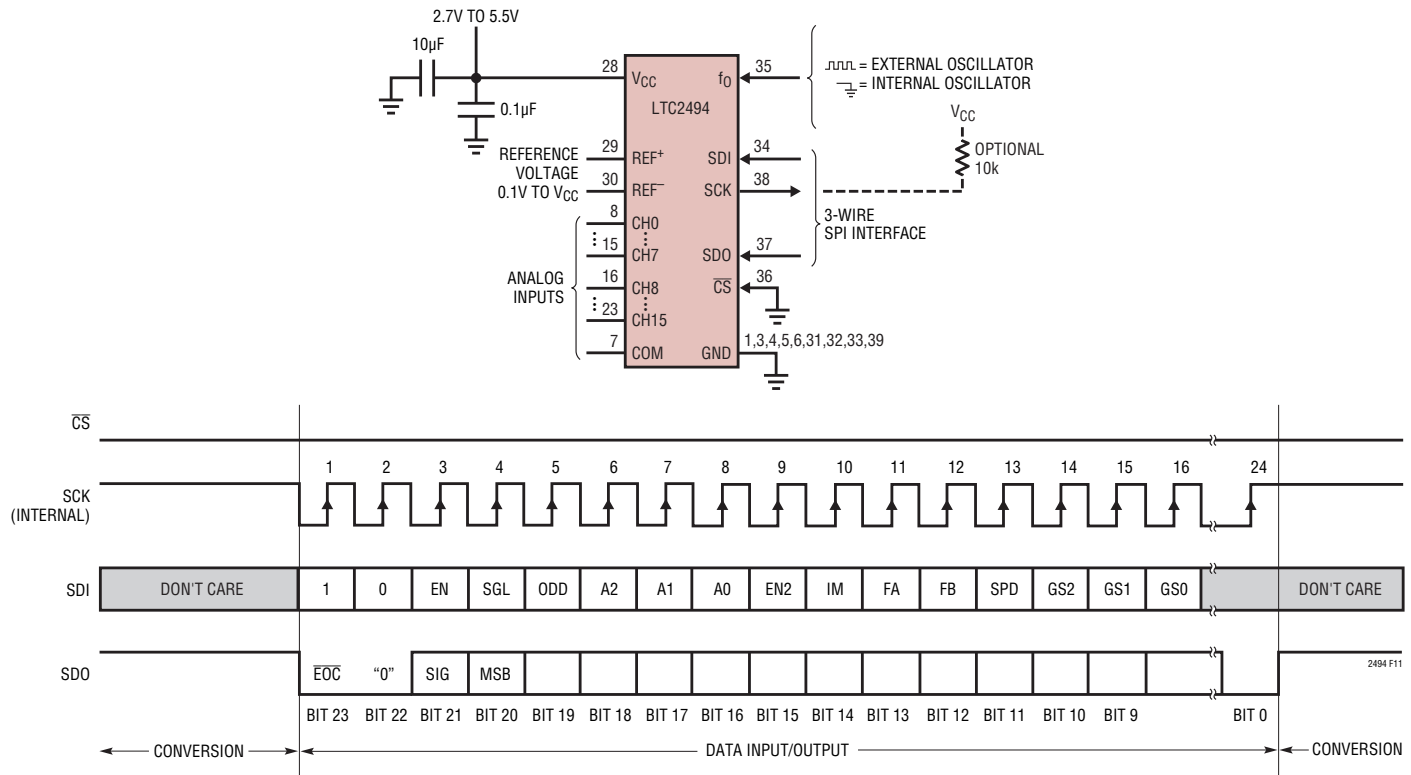 2.7V TO 5.5V
10µF
0.1µF
28
VCC
fO
35
= EXTERNAL OSCILLATOR
= INTERNAL OSCILLATOR
LTC2494
VCC
OPTIONAL
10k
REFERENCE
VOLTAGE
0.1V TO VCC
29
REF+
30
REF–
SDI
34
SCK
38
3-WIRE
SPI INTERFACE
ANALOG
INPUTS
8
CH0
15
CH7
16
CH8
23
CH15
7
COM
SDO
37
CS
36
GND
1,3,4,5,6,31,32,33,39
CS
1 2 3 4 5 6 7 8 9 10 11 12 13 14 15 16 24
SCK
(INTERNAL)
SDI DON'T CARE 1 0 EN SGL ODD A2 A1 A0 EN2 IM FA FB SPD GS2 GS1 GS0 DON'T CARE
SDO EOC “0” SIG MSB
2494 F11
BIT 23 BIT 22 BIT 21 BIT 20 BIT 19 BIT 18 BIT 17 BIT 16 BIT 15 BIT 14 BIT 13 BIT 12 BIT 11 BIT 10 BIT 9 BIT 0
CONVERSION DATA INPUT/OUTPUT CONVERSION